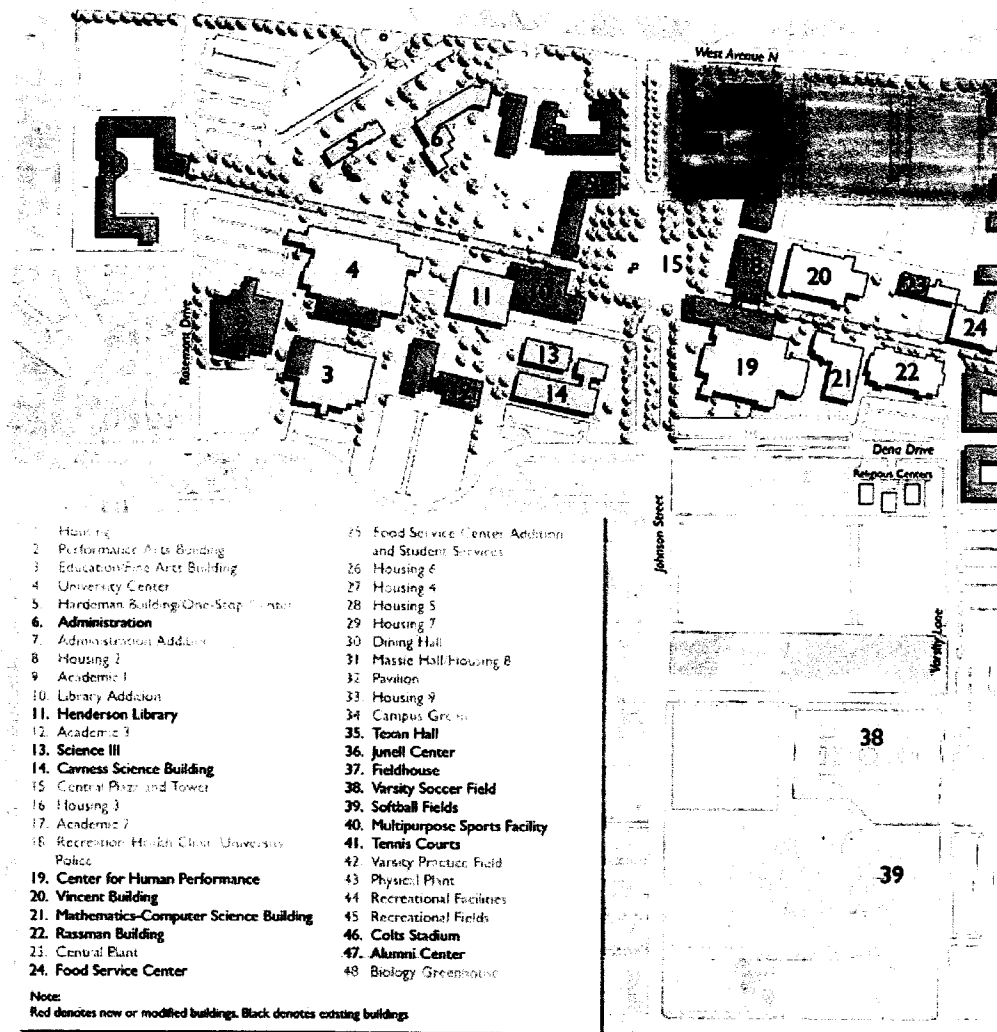 West Avenue N
5
6
4
15
20
23
11
24
13
3
19
21
22
14
Rosemont Drive
Dena Drive
Religious Centers
Johnson Street
Varsity Lane
38
39
1 Housing
2 Performance Arts Building
3 Education/Fine Arts Building
4 University Center
5. Hardeman Building/One-Stop Center
6. Administration
7. Administration Addition
8 Housing 2
9 Academic 1
10. Library Addition
11. Henderson Library
12. Academic 3
13. Science III
14. Cavness Science Building
15 Central Plaza and Tower
16 Housing 3
17. Academic 2
18 Recreation Health Clinic University
Police
19. Center for Human Performance
20. Vincent Building
21. Mathematics-Computer Science Building
22. Rassman Building
23. Central Plant
24. Food Service Center
25 Food Service Center Addition
and Student Services
26 Housing 6
27 Housing 4
28 Housing 5
29 Housing 7
30 Dining Hall
31 Massie Hall/Housing 8
32 Pavilion
33 Housing 9
34 Campus Green
35. Texan Hall
36. Junell Center
37. Fieldhouse
38. Varsity Soccer Field
39. Softball Fields
40. Multipurpose Sports Facility
41. Tennis Courts
42 Varsity Practice Field
43 Physical Plant
44 Recreational Facilities
45 Recreational Fields
46. Colts Stadium
47. Alumni Center
48 Biology Greenhouse
Note:
Red denotes new or modified buildings. Black denotes existing buildings